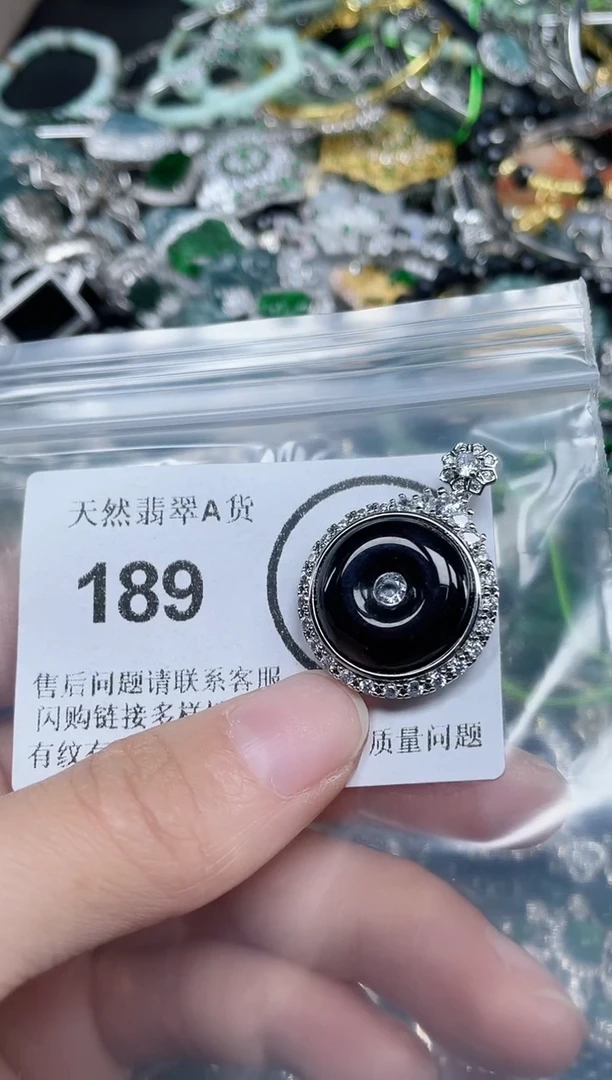 天然翡翠A货
189
售后问题请联系客服
闪购链接多样
有纹 质量问题